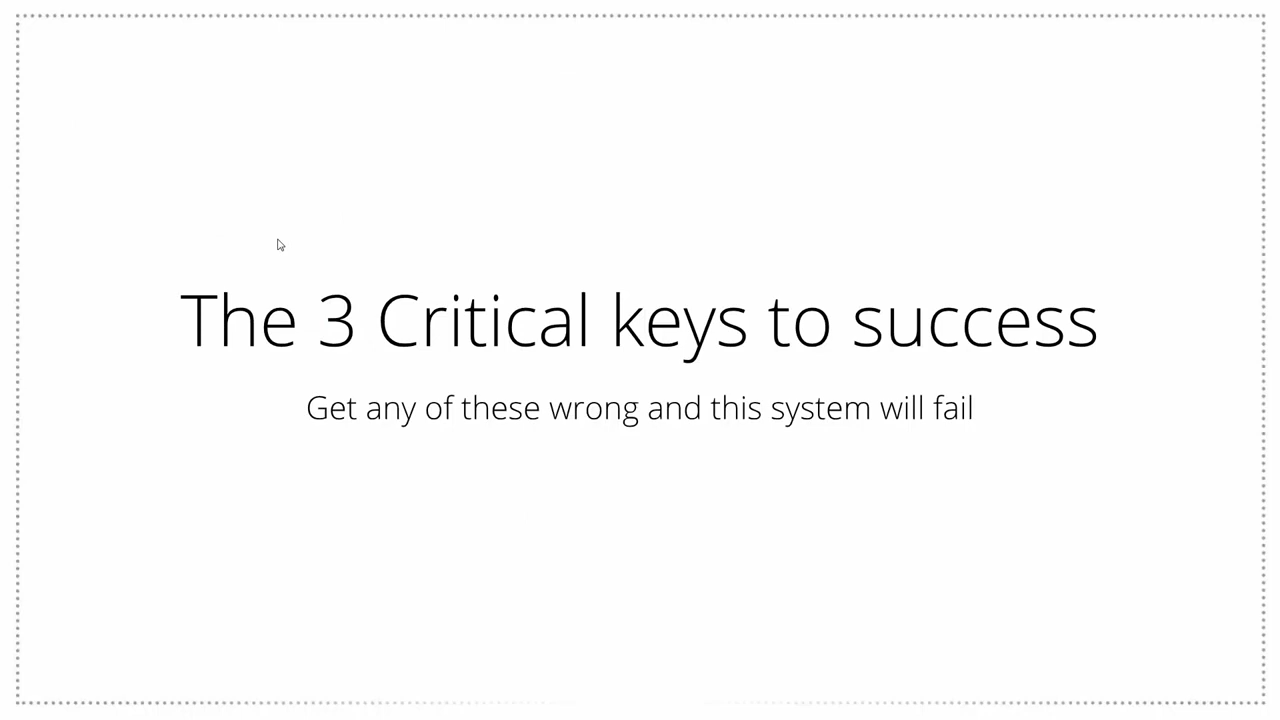 The 3 Critical keys to success
Get any of these wrong and this system will fail